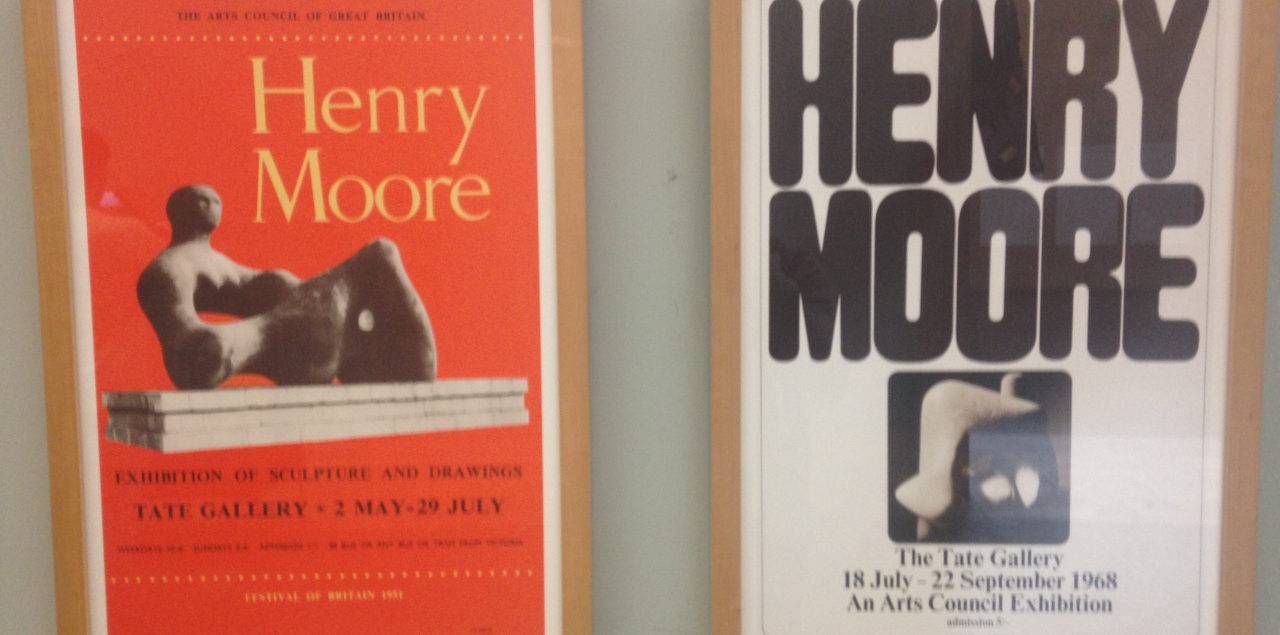 THE ARTS COUNCIL OF GREAT BRITAIN
Henry
Moore
EXHIBITION OF SCULPTURE AND DRAWINGS
TATE GALLERY • 2 MAY-29 JULY
FESTIVAL OF BRITAIN 1951
HENRY
MOORE
The Tate Gallery
18 July - 22 September 1968
An Arts Council Exhibition
admission 5/-